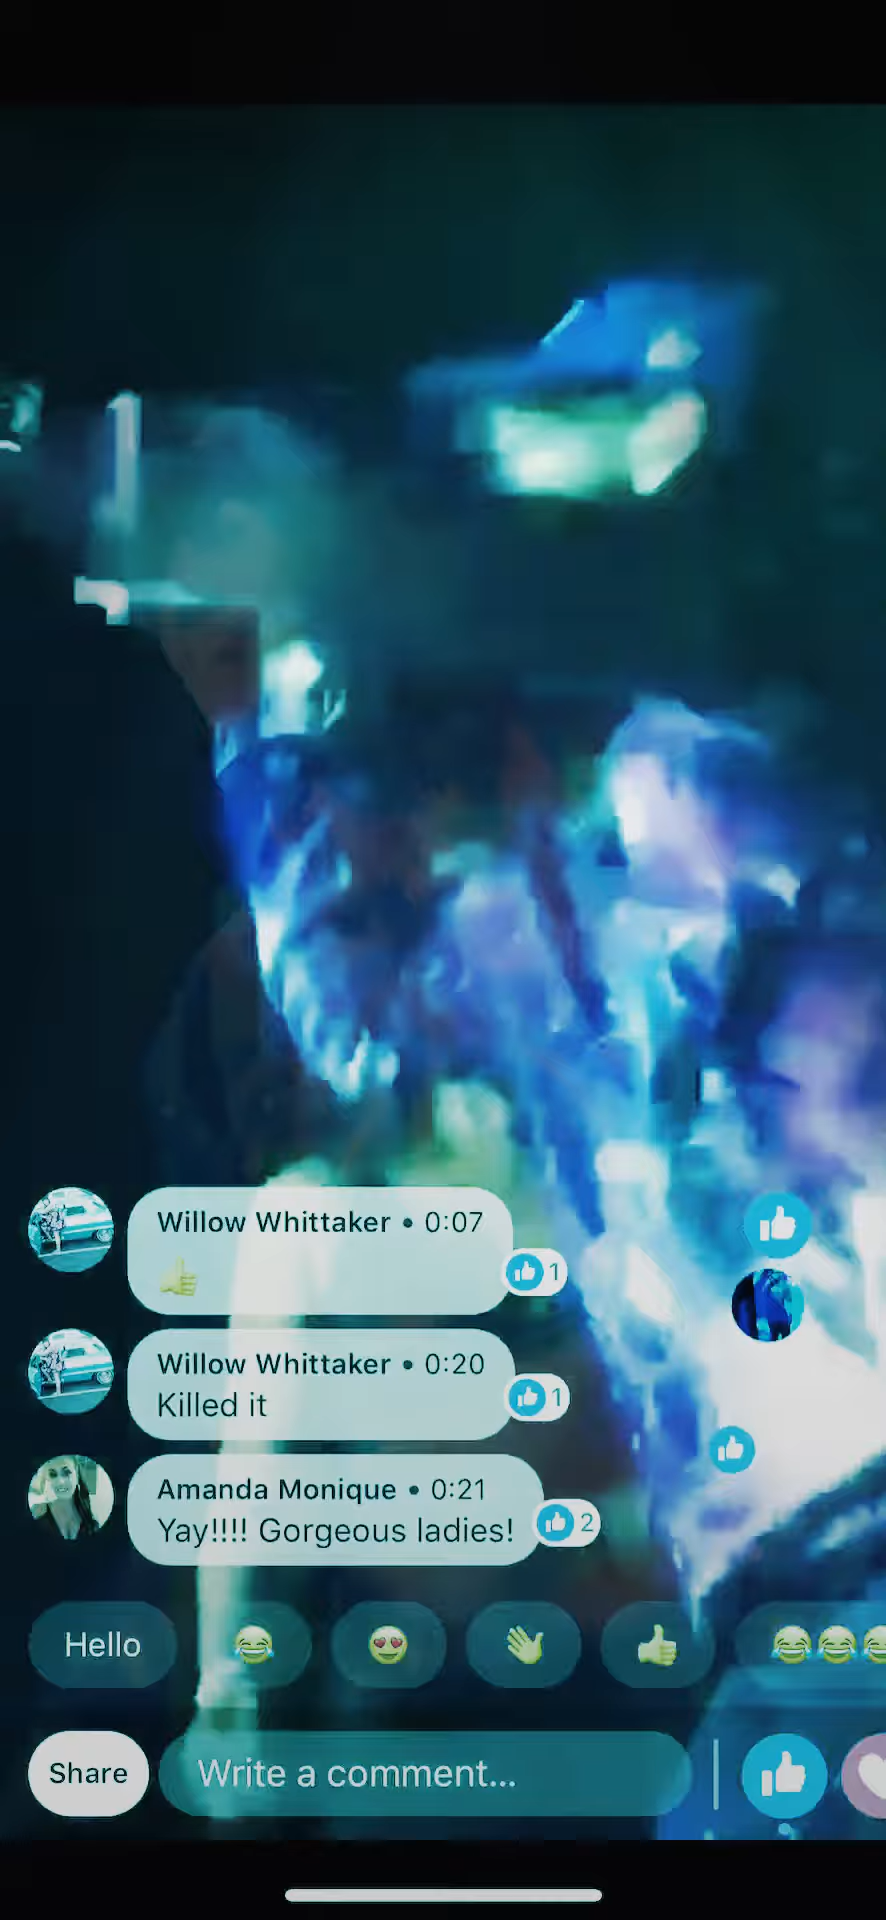 Willow Whittaker • 0:07
👍
1
Willow Whittaker • 0:20
Killed it
1
Amanda Monique • 0:21
Yay!!!! Gorgeous ladies!
2
Hello 😂 😍 👋 👍 😂😂😂
Share Write a comment...